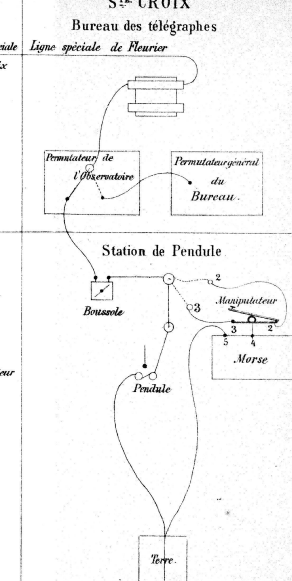 Ste. CROIX
Bureau des télégraphes
Ligne spéciale de Fleurier
Permutateur de
l'Observatoire
Permutateur général
du
Bureau.
Station de Pendule.
2
Manipulateur
Boussole
3
3
2
5
4
Morse
Pendule
Terre.